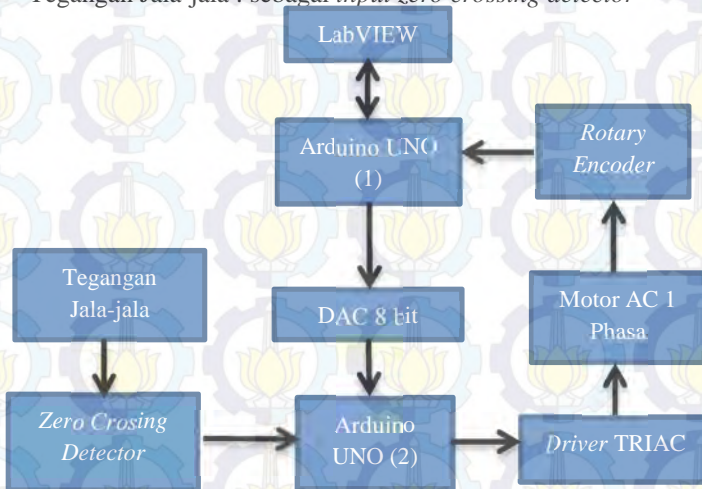 Tegangan Jala-jala : sebagai input zero crossing detector
LabVIEW
Arduino UNO
(1)
Rotary
Encoder
Tegangan
Jala-jala
DAC 8 bit
Motor AC 1
Phasa
Zero Crosing
Detector
Arduino
UNO (2)
Driver TRIAC